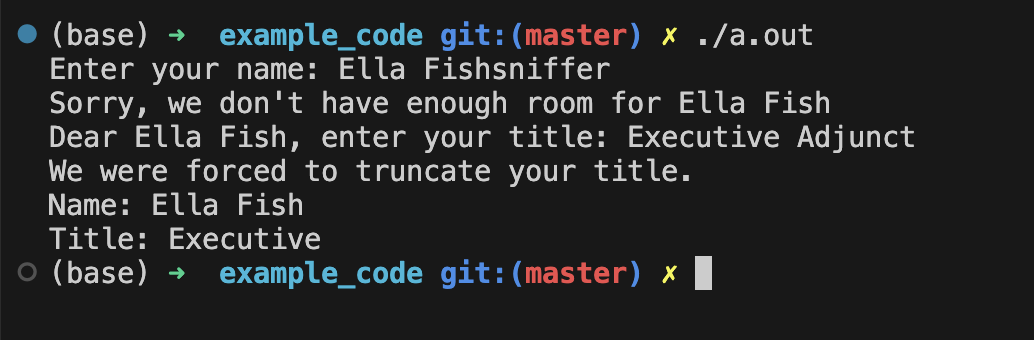 (base) ➜  example_code git:(master) ✗ ./a.out
Enter your name: Ella Fishsniffer
Sorry, we don't have enough room for Ella Fish
Dear Ella Fish, enter your title: Executive Adjunct
We were forced to truncate your title.
Name: Ella Fish
Title: Executive
(base) ➜  example_code git:(master) ✗